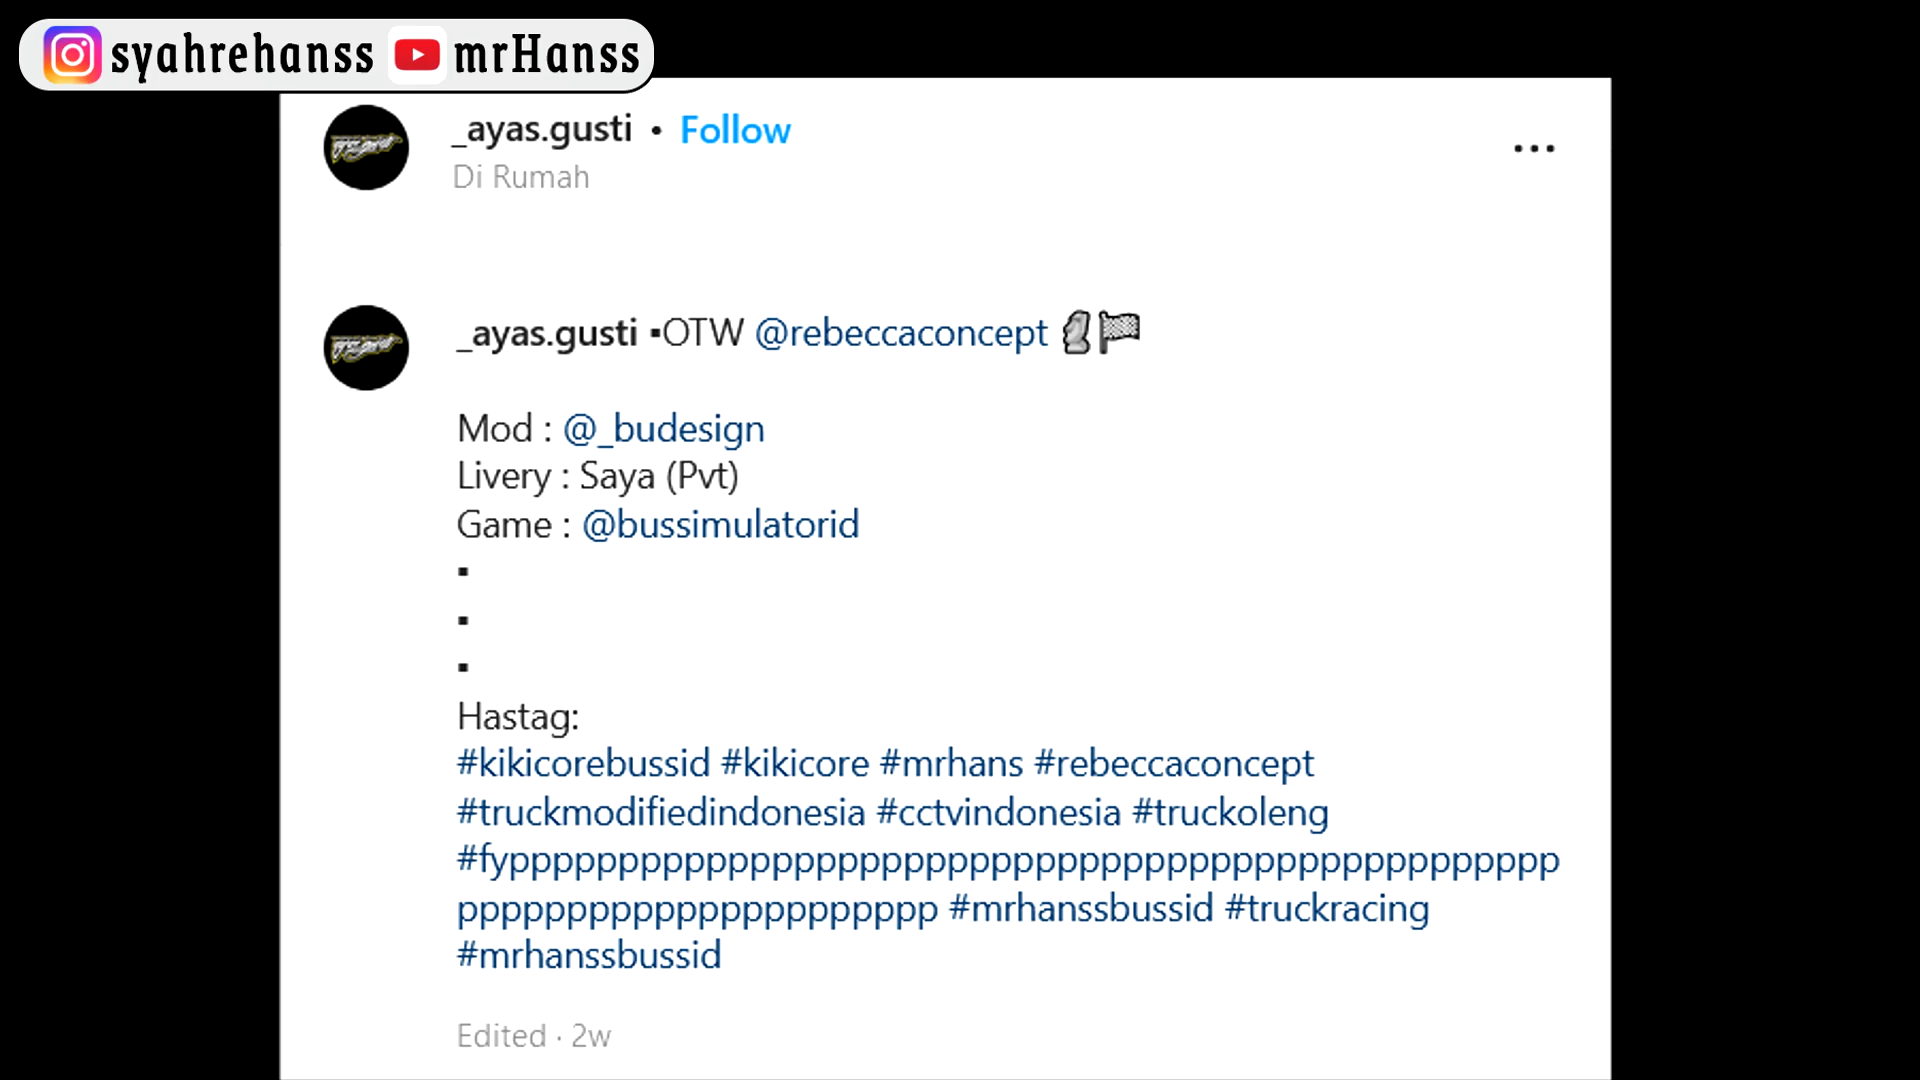 syahrehanss mrHanss
_ayas.gusti • Follow
Di Rumah
_ayas.gusti ▪OTW @rebeccaconcept 🗿🏁
Mod : @_budesign
Livery : Saya (Pvt)
Game : @bussimulatorid
▪
▪
▪
Hastag:
#kikicorebussid #kikicore #mrhans #rebeccaconcept
#truckmodifiedindonesia #cctvindonesia #truckoleng
#fypppppppppppppppppppppppppppppppppppppppppppppppp
pppppppppppppppppppppp #mrhanssbussid #truckracing
#mrhanssbussid
Edited · 2w